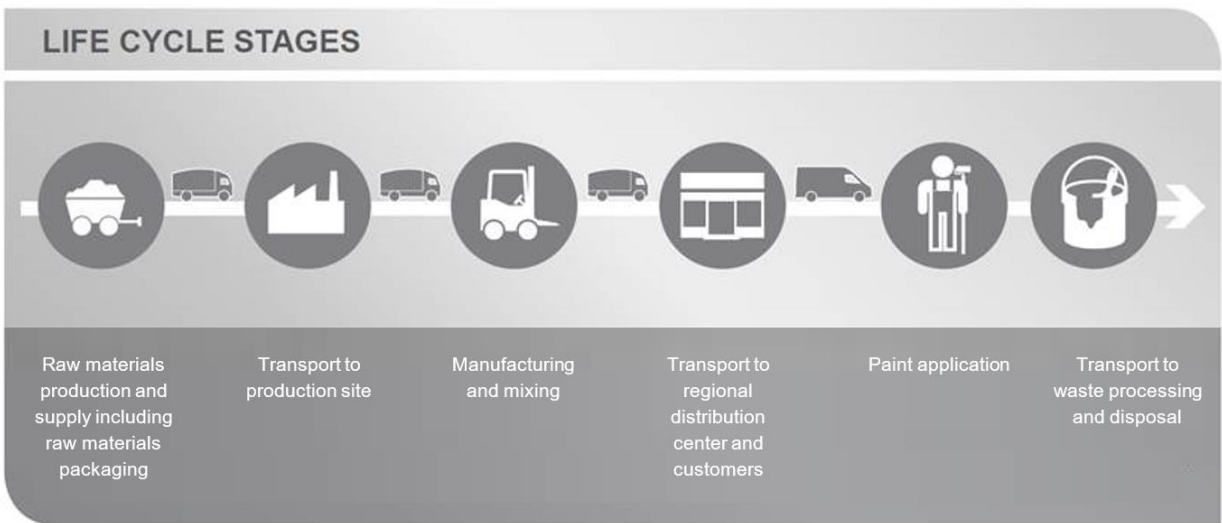 LIFE CYCLE STAGES
Raw materials
production and
supply including
raw materials
packaging
Transport to
production site
Manufacturing
and mixing
Transport to
regional
distribution
center and
customers
Paint application
Transport to
waste processing
and disposal